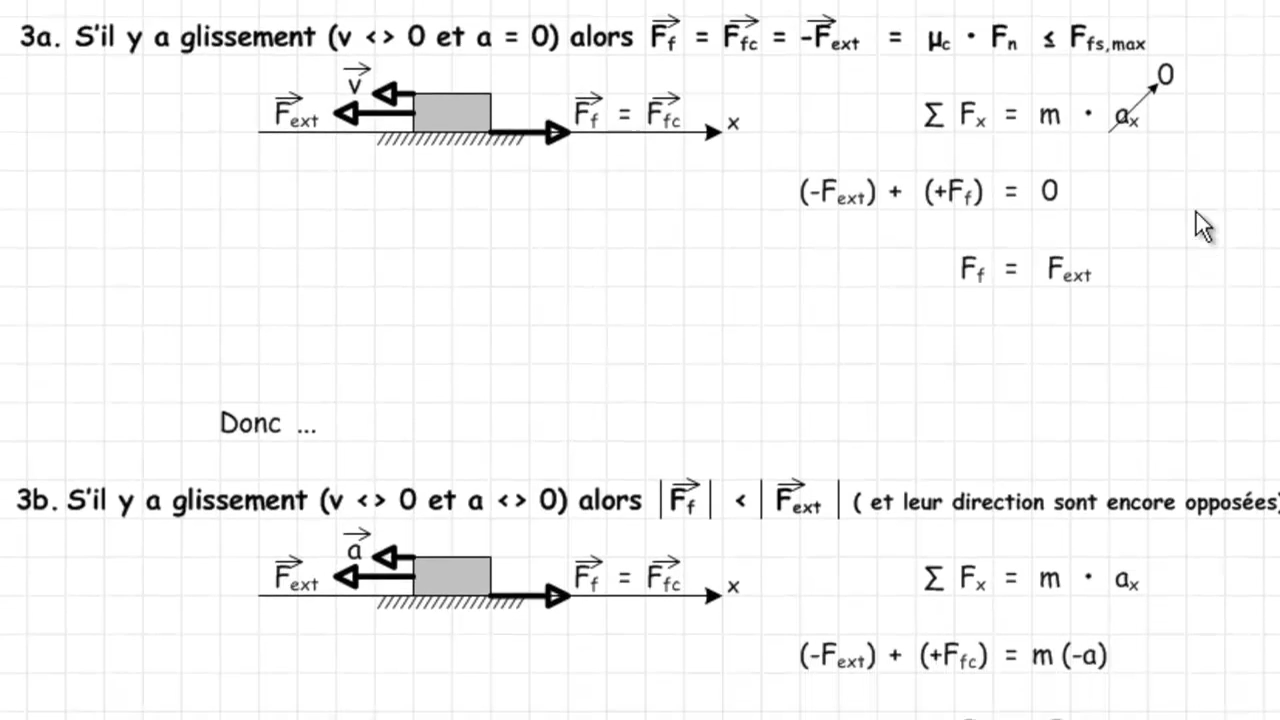 3a. S'il y a glissement (v <> 0 et a = 0) alors F⃗f = F⃗fc = -F⃗ext = μc · Fn ≤ Ffs,max
v⃗
0
F⃗ext F⃗f = F⃗fc x ∑ Fx = m · ax
(-Fext) + (+Ff) = 0
Ff = Fext
Donc ...
3b. S'il y a glissement (v <> 0 et a <> 0) alors |F⃗f| < |F⃗ext| ( et leur direction sont encore opposées)
a⃗
F⃗ext F⃗f = F⃗fc x ∑ Fx = m · ax
(-Fext) + (+Ffc) = m (-a)